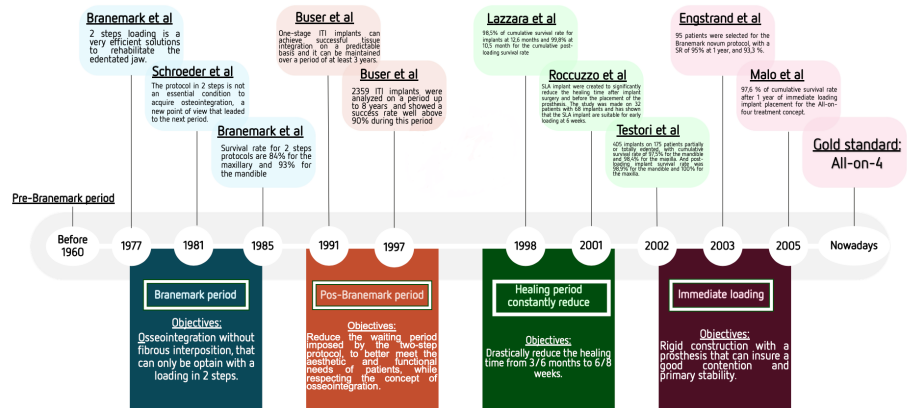 Branemark et al
2 steps loading is a
very efficient solutions
to rehabilitate the
edentated jaw.
Schroeder et al
The protocol in 2 steps is not
an essential condition to
acquire osteointegration, a
new point of view that leaded
to the next period.
Branemark et al
Survival rate for 2 steps
protocols are 84% for the
maxillary and 93% for
the mandible
Buser et al
One-stage ITI implants can
achieve successful tissue
integration on a predictable
basis and it can be maintained
over a period of at least 3 years.
Buser et al
2359 ITI implants were
analyzed on a period up
to 8 years and showed a
success rate well above
90% during this period
Lazzara et al
98,5% of cumulative survival rate for
implants at 12,6 months and 99,8% at
10,5 month for the cumulative post-
loading survival rate
Roccuzzo et al
SLA implant were created to significantly
reduce the healing time after implant
surgery and before the placement of the
prosthesis. The study was made on 32
patients with 68 implants and has shown
that the SLA implant are suitable for early
loading at 6 weeks.
Testori et al
405 implants on 175 patients partially
or totally edented, with cumulative
survival rate of 97,5% for the mandible
and 98,4% for the maxilla. And post-
loading implant survival rate was
98,9% for the mandible and 100% for
the maxilla.
Engstrand et al
95 patients were selected for the
Branemark novum protocol, with a
SR of 95% at 1 year, and 93,3 %.
Malo et al
97,6 % of cumulative survival rate
after 1 year of immediate loading
implant placement for the All-on-
four treatment concept.
Gold standard:
All-on-4
Pre-Branemark period
Before
1960
1977
1981
1985
1991
1997
1998
2001
2002
2003
2005
Nowadays
Branemark period
Objectives:
Osseointegration without
fibrous interposition, that
can only be optain with a
loading in 2 steps.
Pos-Branemark period
Objectives:
Reduce the waiting period
imposed by the two-step
protocol, to better meet the
aesthetic and functional
needs of patients, while
respecting the concept of
osseointegration.
Healing period
constantly reduce
Objectives:
Drastically reduce the healing
time from 3/6 months to 6/8
weeks.
Immediate loading
Objectives:
Rigid construction with a
prosthesis that can insure a
good contention and
primary stability.